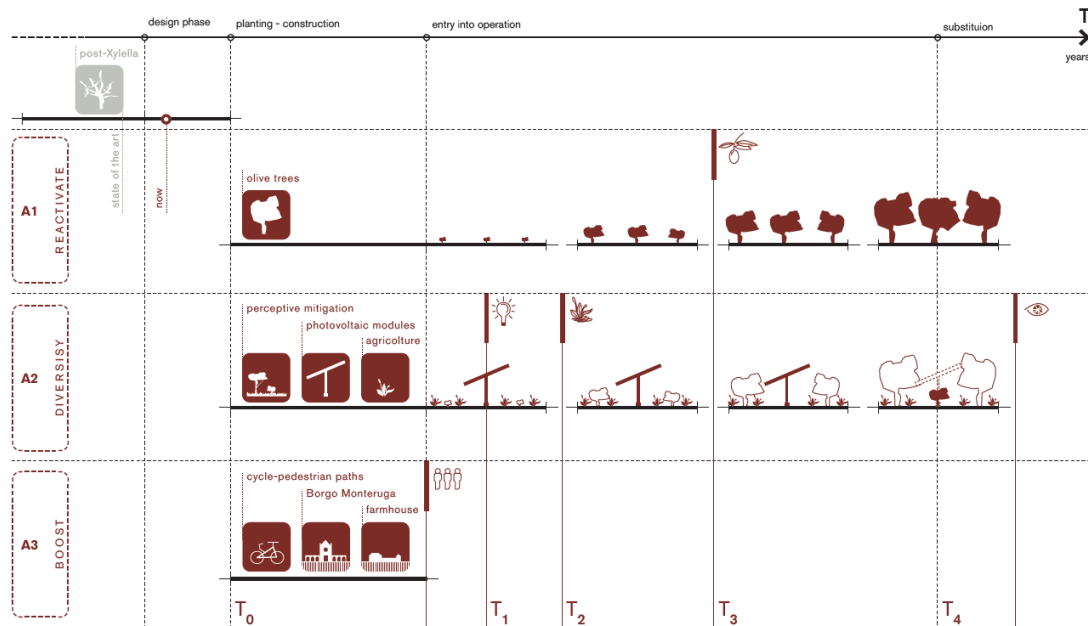 design phase
planting - construction
entry into operation
substituion
T
years
post-Xylella
state of the art
now
A1
REACTIVATE
olive trees
A2
DIVERSISY
perceptive mitigation
photovoltaic modules
agricolture
A3
BOOST
cycle-pedestrian paths
Borgo Monteruga
farmhouse
T0
T1
T2
T3
T4